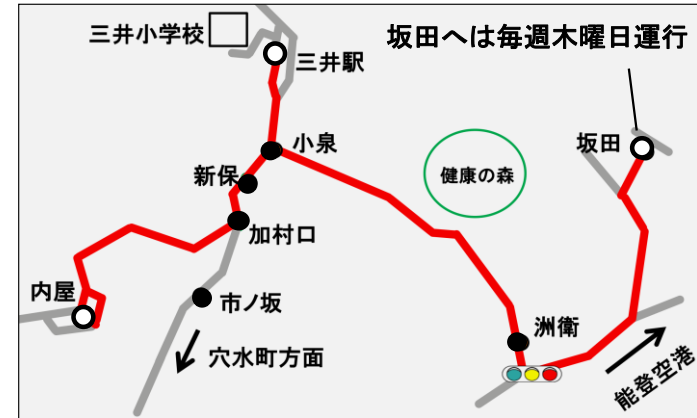 三井小学校
坂田へは毎週木曜日運行
三井駅
小泉
坂田
新保
健康の森
加村口
内屋
市ノ坂
洲衛
穴水町方面
能登空港